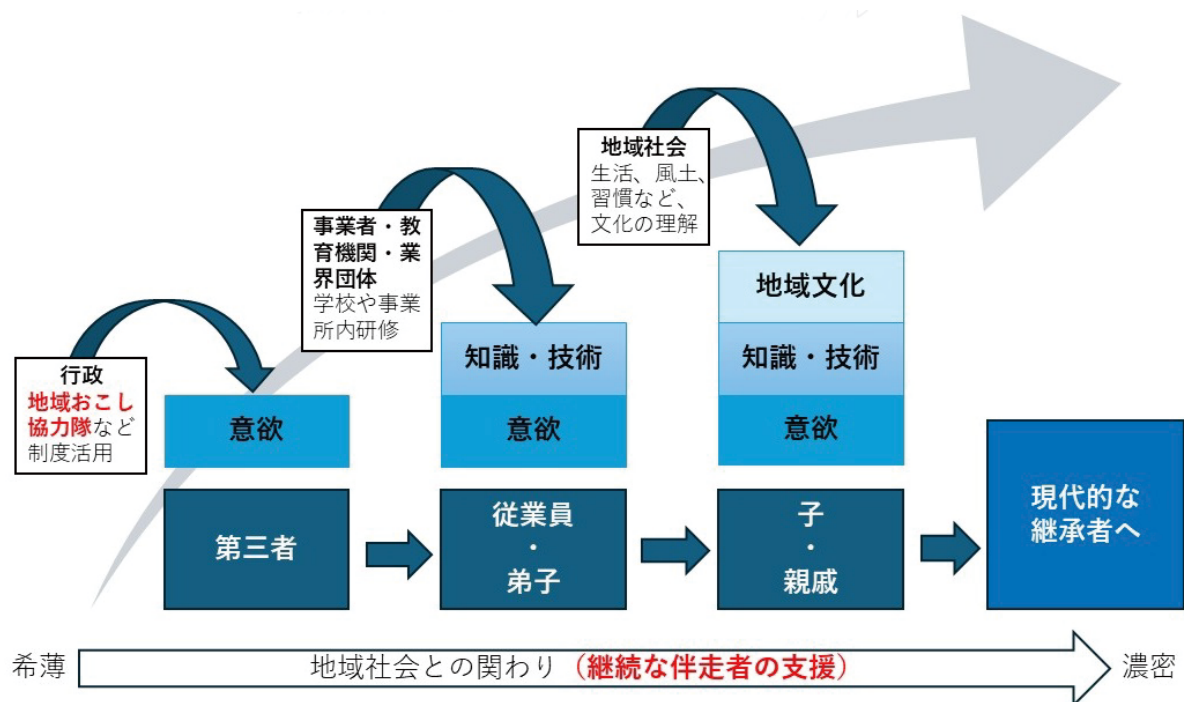 地域社会
生活、風土、
習慣など、
文化の理解
事業者・教
育機関・業
界団体
学校や事業
所内研修
行政
地域おこし
協力隊など
制度活用
地域文化
知識・技術
知識・技術
意欲
意欲
意欲
第三者
従業員
・
弟子
子
・
親戚
現代的な
継承者へ
希薄
地域社会との関わり（継続な伴走者の支援）
濃密